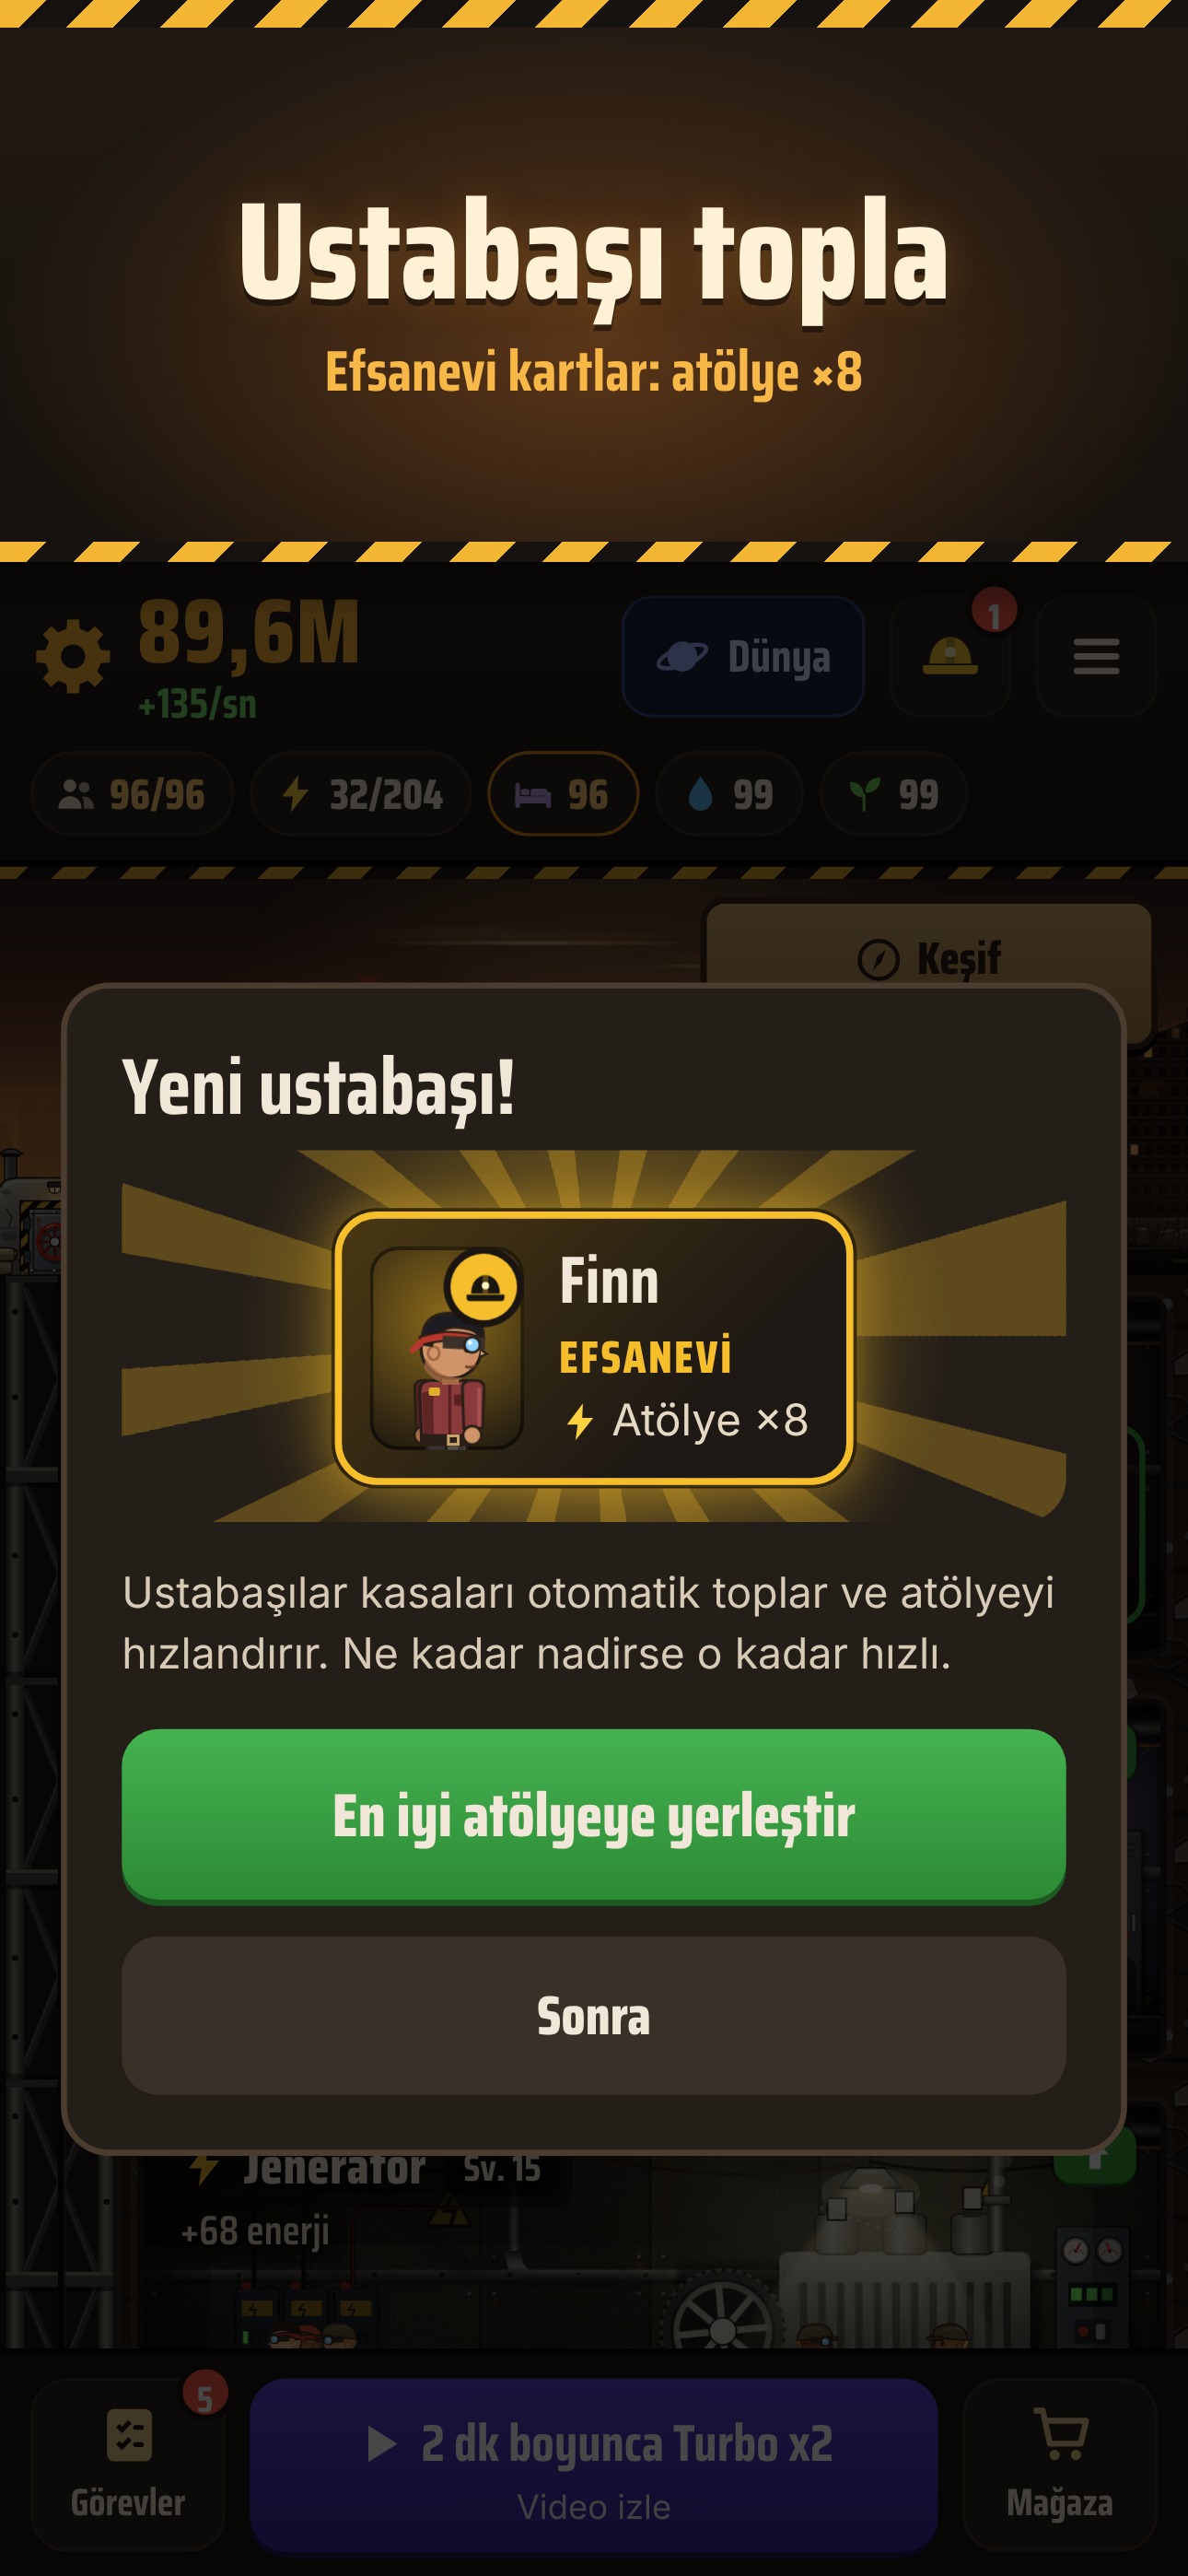 Ustabaşı topla
Efsanevi kartlar: atölye ×8
89,6M
+135/sn
Dünya
1
96/96
32/204
96
99
99
Keşif
Yeni ustabaşı!
Finn
EFSANEVİ
Atölye ×8
Ustabaşılar kasaları otomatik toplar ve atölyeyi
hızlandırır. Ne kadar nadirse o kadar hızlı.
En iyi atölyeye yerleştir
Sonra
Jeneratör Sv. 15
+68 enerji
5
Görevler
2 dk boyunca Turbo x2
Video izle
Mağaza